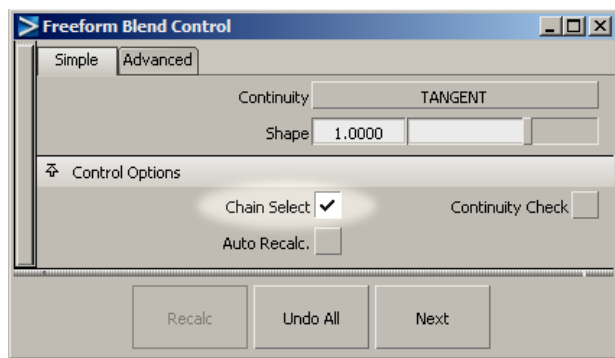 Freeform Blend Control
Simple Advanced
Continuity TANGENT
Shape 1.0000
Control Options
Chain Select Continuity Check
Auto Recalc.
Recalc Undo All Next